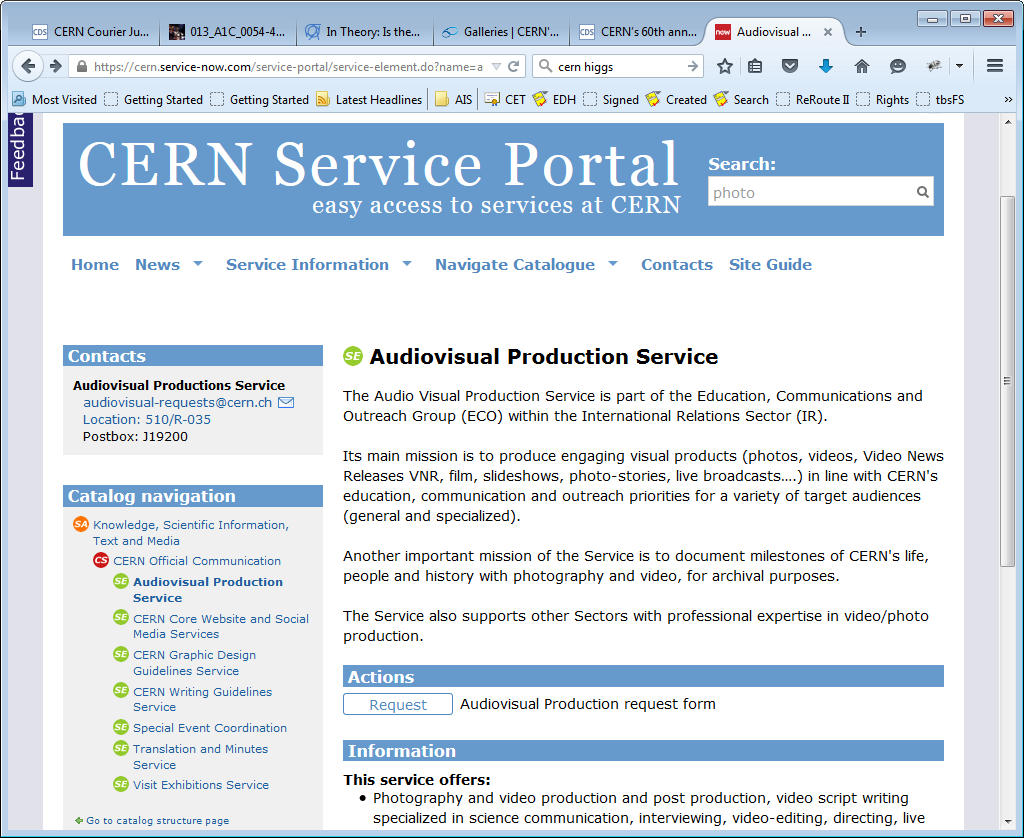 CERN Courier Ju...
013_A1C_0054-4...
In Theory: Is the...
Galleries | CERN'...
CERN's 60th ann...
now
Audiovisual ...
https://cern.service-now.com/service-portal/service-element.do?name=a
cern higgs
Most Visited
Getting Started
Getting Started
Latest Headlines
AIS
CET
EDH
Signed
Created
Search
ReRoute II
Rights
tbsFS
Feedbac
CERN Service Portal
easy access to services at CERN
Search:
photo
Home
News
Service Information
Navigate Catalogue
Contacts
Site Guide
Contacts
Audiovisual Productions Service
audiovisual-requests@cern.ch
Location: 510/R-035
Postbox: J19200
Catalog navigation
SA Knowledge, Scientific Information,
Text and Media
CS CERN Official Communication
SE Audiovisual Production
Service
SE CERN Core Website and Social
Media Services
SE CERN Graphic Design
Guidelines Service
SE CERN Writing Guidelines
Service
SE Special Event Coordination
SE Translation and Minutes
Service
SE Visit Exhibitions Service
Go to catalog structure page
SE Audiovisual Production Service
The Audio Visual Production Service is part of the Education, Communications and
Outreach Group (ECO) within the International Relations Sector (IR).
Its main mission is to produce engaging visual products (photos, videos, Video News
Releases VNR, film, slideshows, photo-stories, live broadcasts....) in line with CERN's
education, communication and outreach priorities for a variety of target audiences
(general and specialized).
Another important mission of the Service is to document milestones of CERN's life,
people and history with photography and video, for archival purposes.
The Service also supports other Sectors with professional expertise in video/photo
production.
Actions
Request Audiovisual Production request form
Information
This service offers:
• Photography and video production and post production, video script writing
specialized in science communication, interviewing, video-editing, directing, live